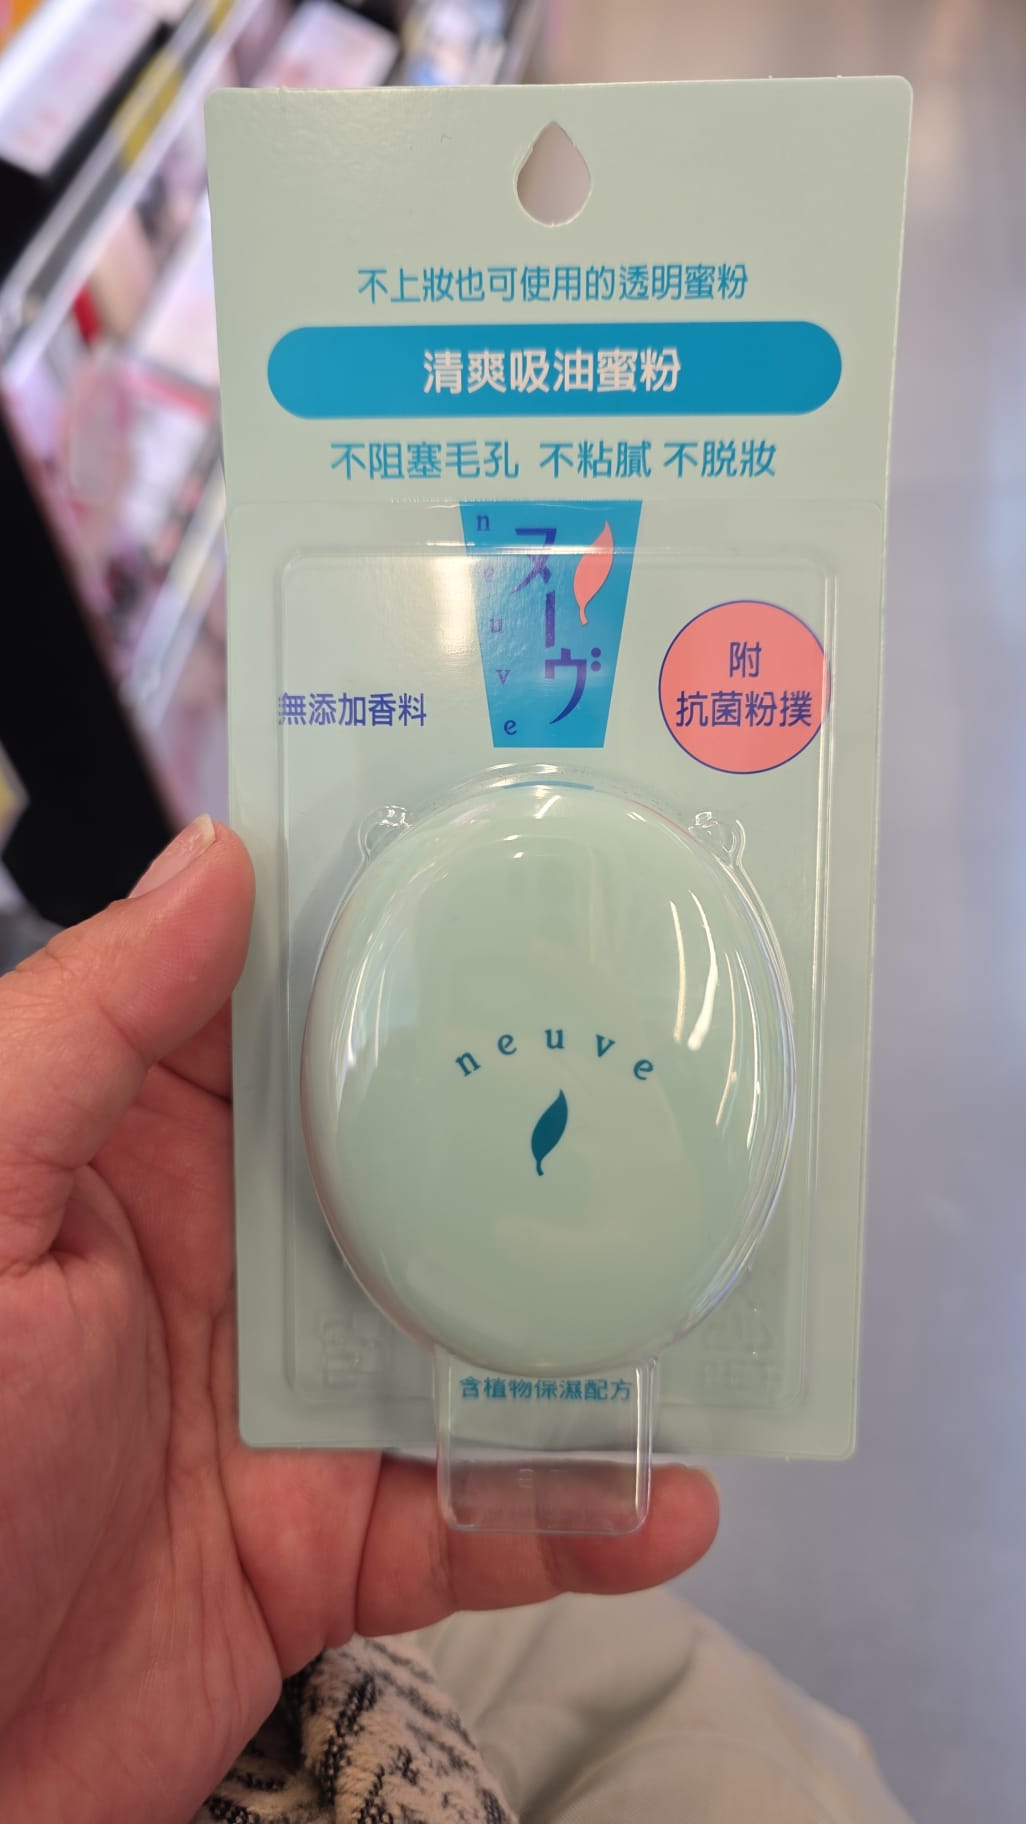 不上妝也可使用的透明蜜粉
清爽吸油蜜粉
不阻塞毛孔 不粘膩 不脱妝
neuve
ヌーヴ
無添加香料
附
抗菌粉撲
neuve
含植物保濕配方